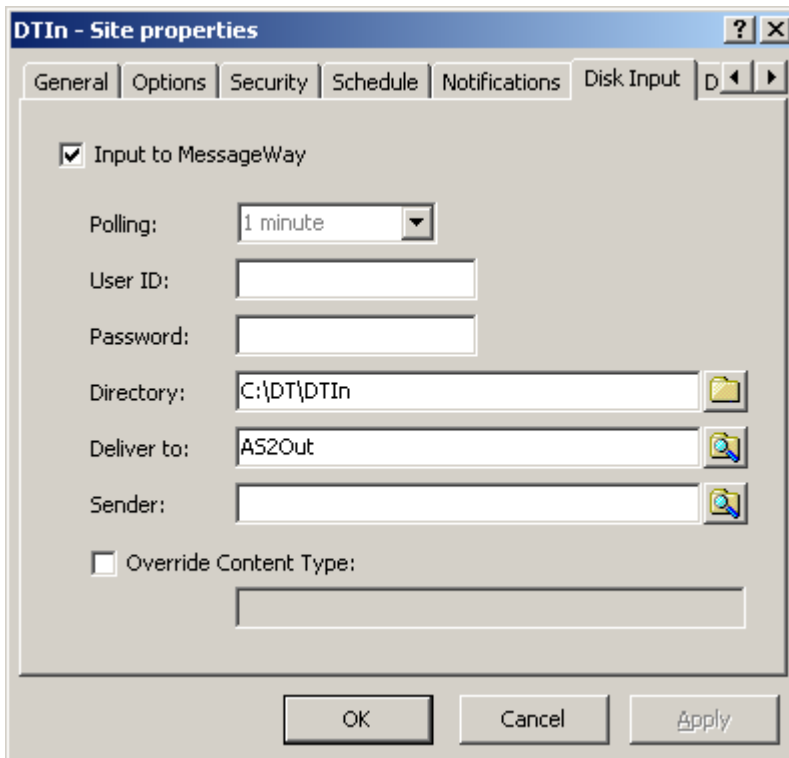 DTIn - Site properties
General Options Security Schedule Notifications Disk Input D
Input to MessageWay
Polling: 1 minute
User ID:
Password:
Directory: C:\DT\DTIn
Deliver to: AS2Out
Sender:
Override Content Type:
OK Cancel Apply